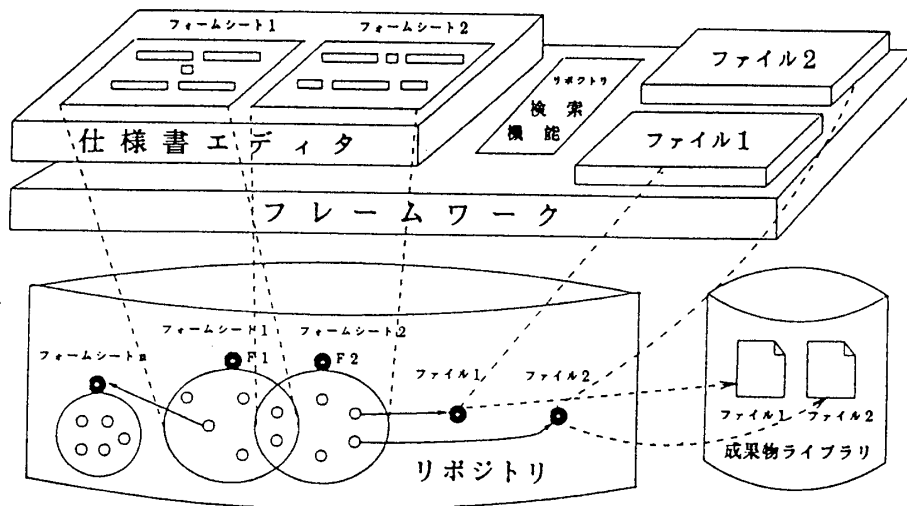 フォームシート1
フォームシート2
ファイル2
リポクトリ
検索
機能
ファイル1
仕様書エディタ
フレームワーク
フォームシード1
フォームシート2
フォームシートn
F1
F2
ファイル1
ファイル2
リポジトリ
ファイル1
ファイル2
成果物ライブラリ